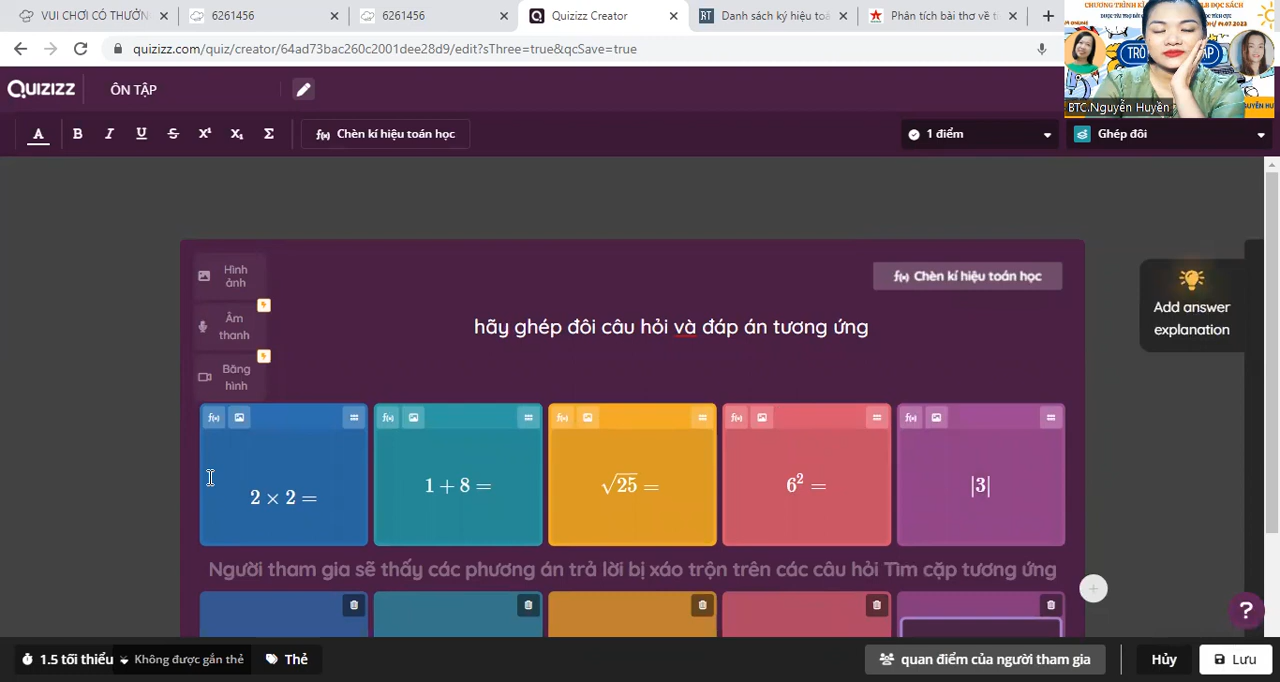 VUI CHƠI CÓ THƯỞN
6261456
6261456
Quizizz Creator
RT Danh sách ký hiệu toá
Phân tích bài thơ về ti
quizizz.com/quiz/creator/64ad73bac260c2001dee28d9/edit?sThree=true&qcSave=true
BTC.Nguyễn Huyền
QUIZIZZ
ÔN TẬP
A B I U S X¹ X₁ Σ
f(x) Chèn kí hiệu toán học
1 điểm
Ghép đôi
Hình ảnh
Âm thanh
Băng hình
f(x) Chèn kí hiệu toán học
Add answer
explanation
hãy ghép đôi câu hỏi và đáp án tương ứng
f(x) f(x) f(x) f(x) f(x)
2 × 2 = 1 + 8 = √25 = 6² = |3|
Người tham gia sẽ thấy các phương án trả lời bị xáo trộn trên các câu hỏi Tìm cặp tương ứng
1.5 tối thiểu Không được gắn thẻ Thẻ
quan điểm của người tham gia
Hủy
Lưu